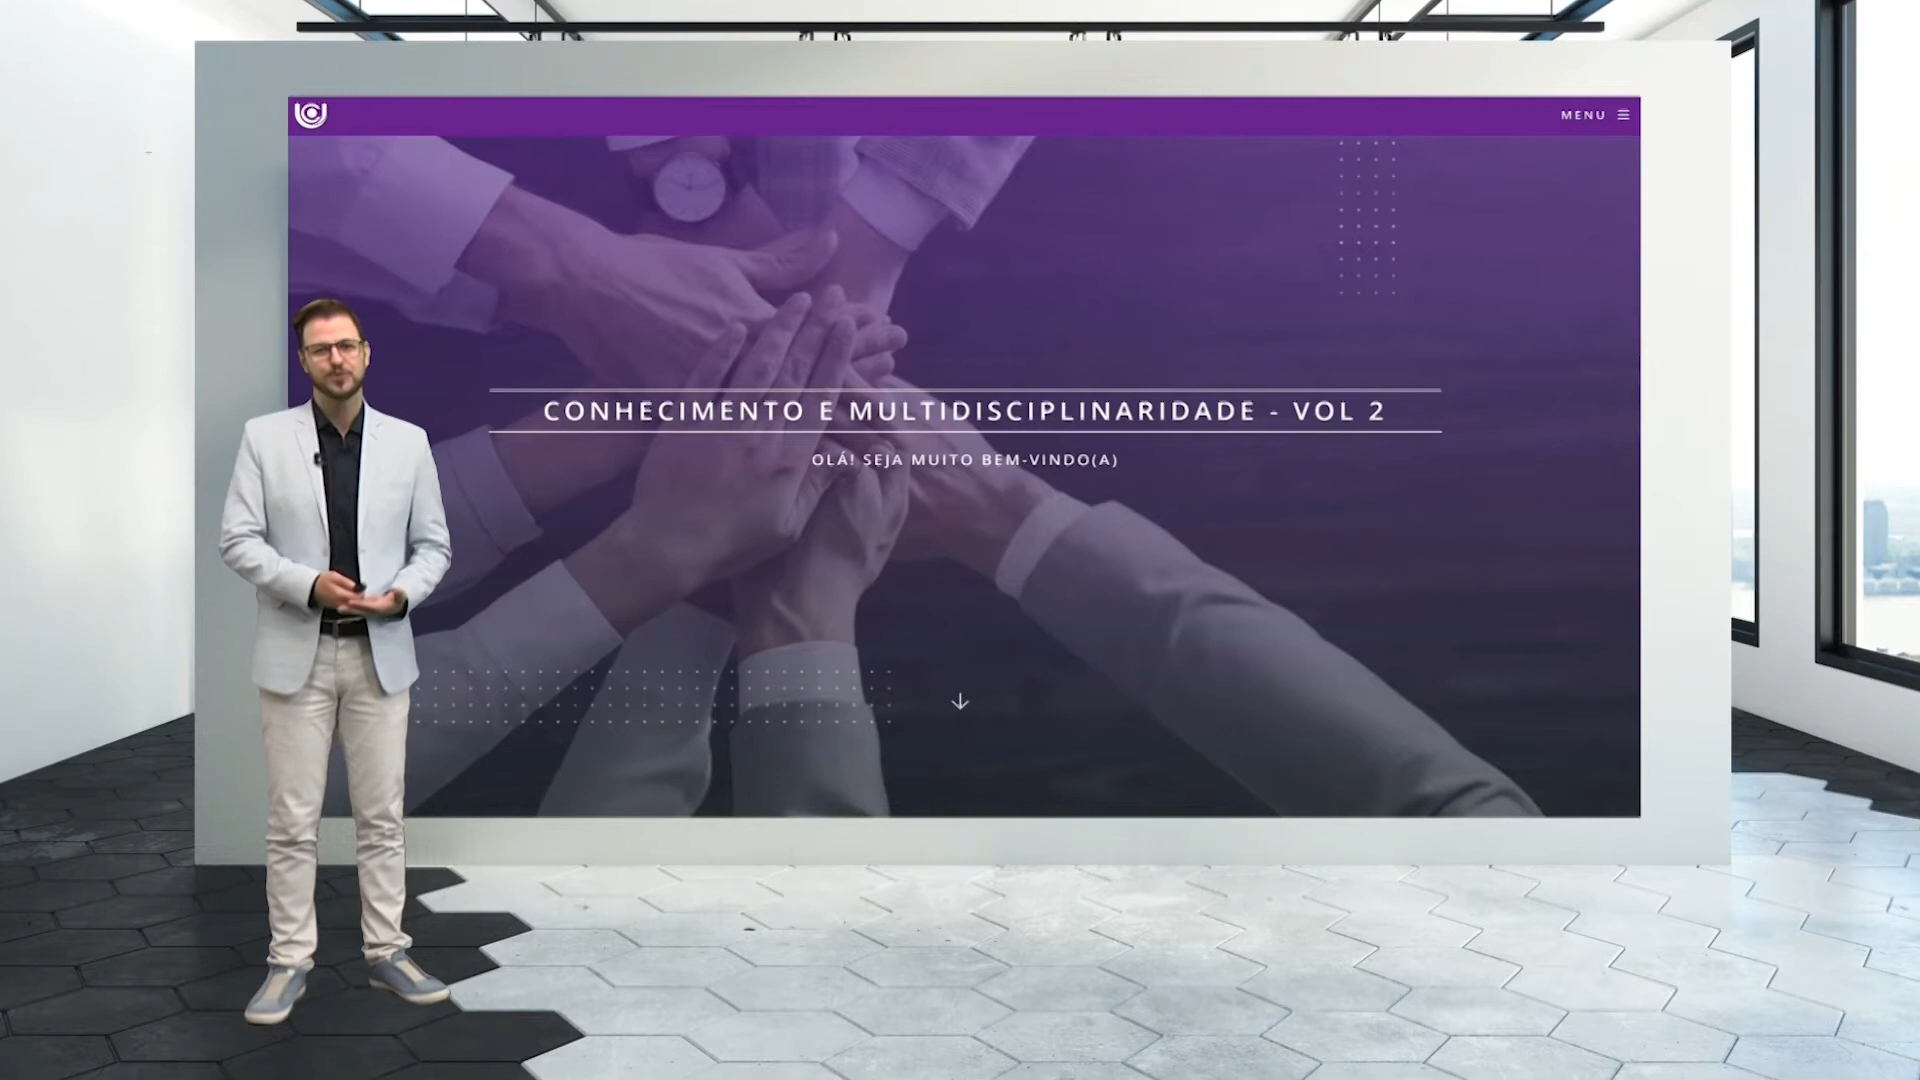 MENU
CONHECIMENTO E MULTIDISCIPLINARIDADE - VOL 2
OLÁ! SEJA MUITO BEM-VINDO(A)